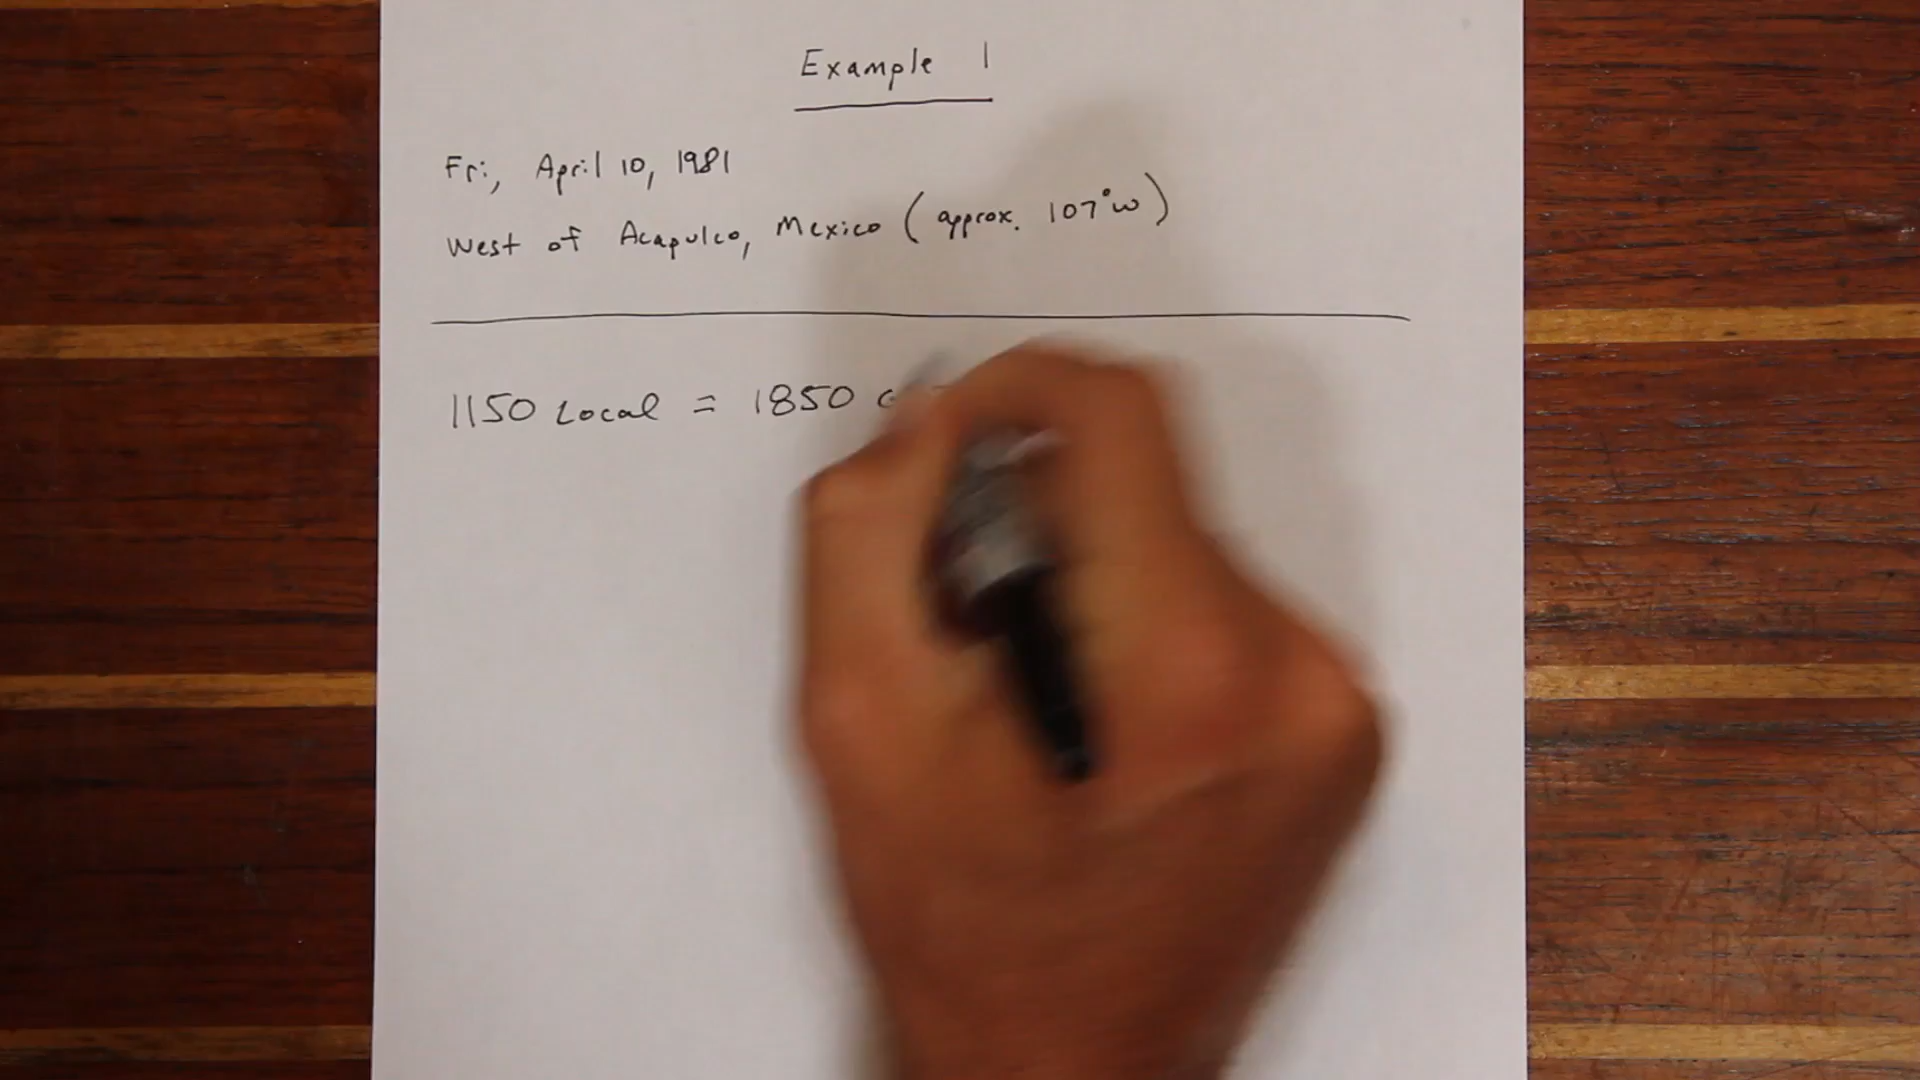 Example 1
Fri, April 10, 1981
West of Acapulco, Mexico (approx. 107°W)
1150 Local = 1850